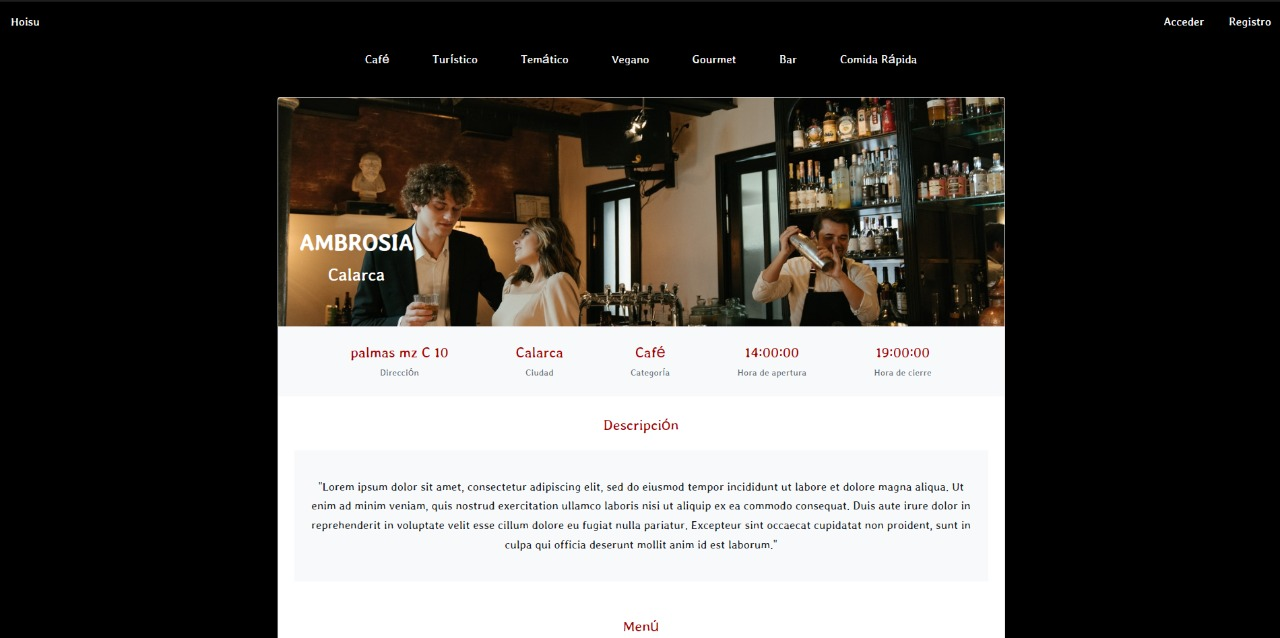 Hoisu
Acceder Registro
Café Turístico Temático Vegano Gourmet Bar Comida Rápida
AMBROSIA
Calarca
palmas mz C 10 Calarca Café 14:00:00 19:00:00
Dirección Ciudad Categoría Hora de apertura Hora de cierre
Descripción
"Lorem ipsum dolor sit amet, consectetur adipiscing elit, sed do eiusmod tempor incididunt ut labore et dolore magna aliqua. Ut
enim ad minim veniam, quis nostrud exercitation ullamco laboris nisi ut aliquip ex ea commodo consequat. Duis aute irure dolor in
reprehenderit in voluptate velit esse cillum dolore eu fugiat nulla pariatur. Excepteur sint occaecat cupidatat non proident, sunt in
culpa qui officia deserunt mollit anim id est laborum."
Menú